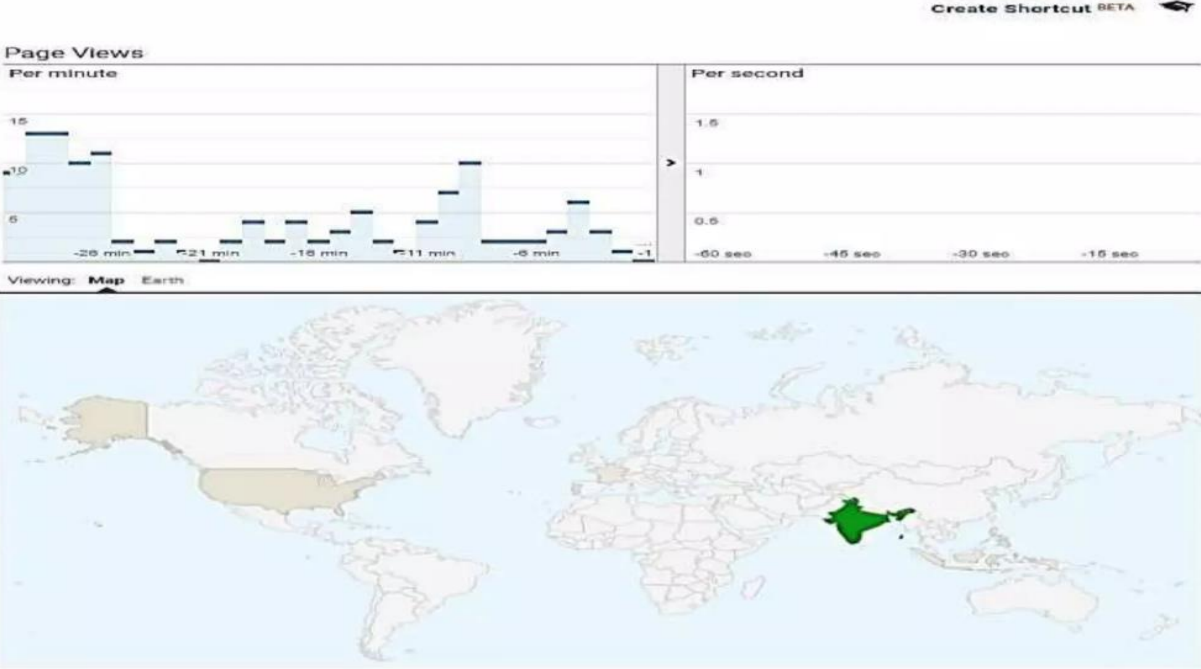 Create Shortcut BETA
Page Views
Per minute
15
10
5
-26 min -21 min -16 min -11 min -6 min -1
Per second
1.5
1
0.5
-60 sec -45 sec -30 sec -15 sec
Viewing: Map Earth